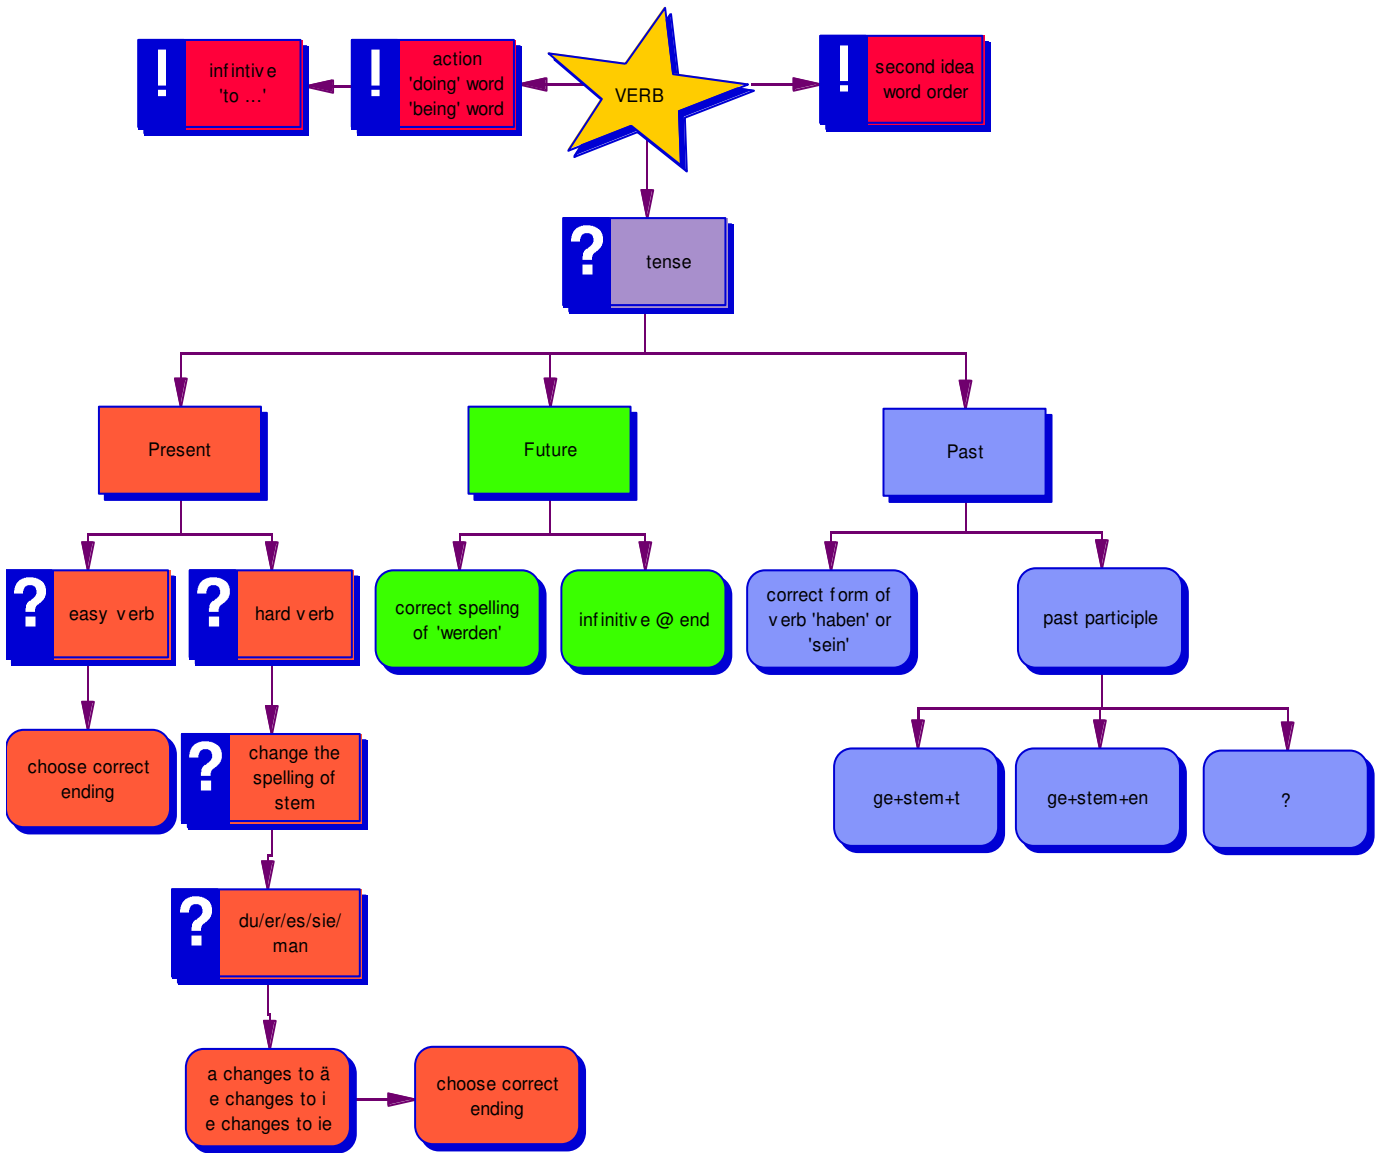 !
infintive
'to ...'
!
action
'doing' word
'being' word
VERB
!
second idea
word order
?
tense
Present
Future
Past
?
easy verb
?
hard verb
correct spelling
of 'werden'
infinitive @ end
correct form of
verb 'haben' or
'sein'
past participle
choose correct
ending
?
change the
spelling of
stem
ge+stem+t
ge+stem+en
?
?
du/er/es/sie/
man
a changes to ä
e changes to i
e changes to ie
choose correct
ending